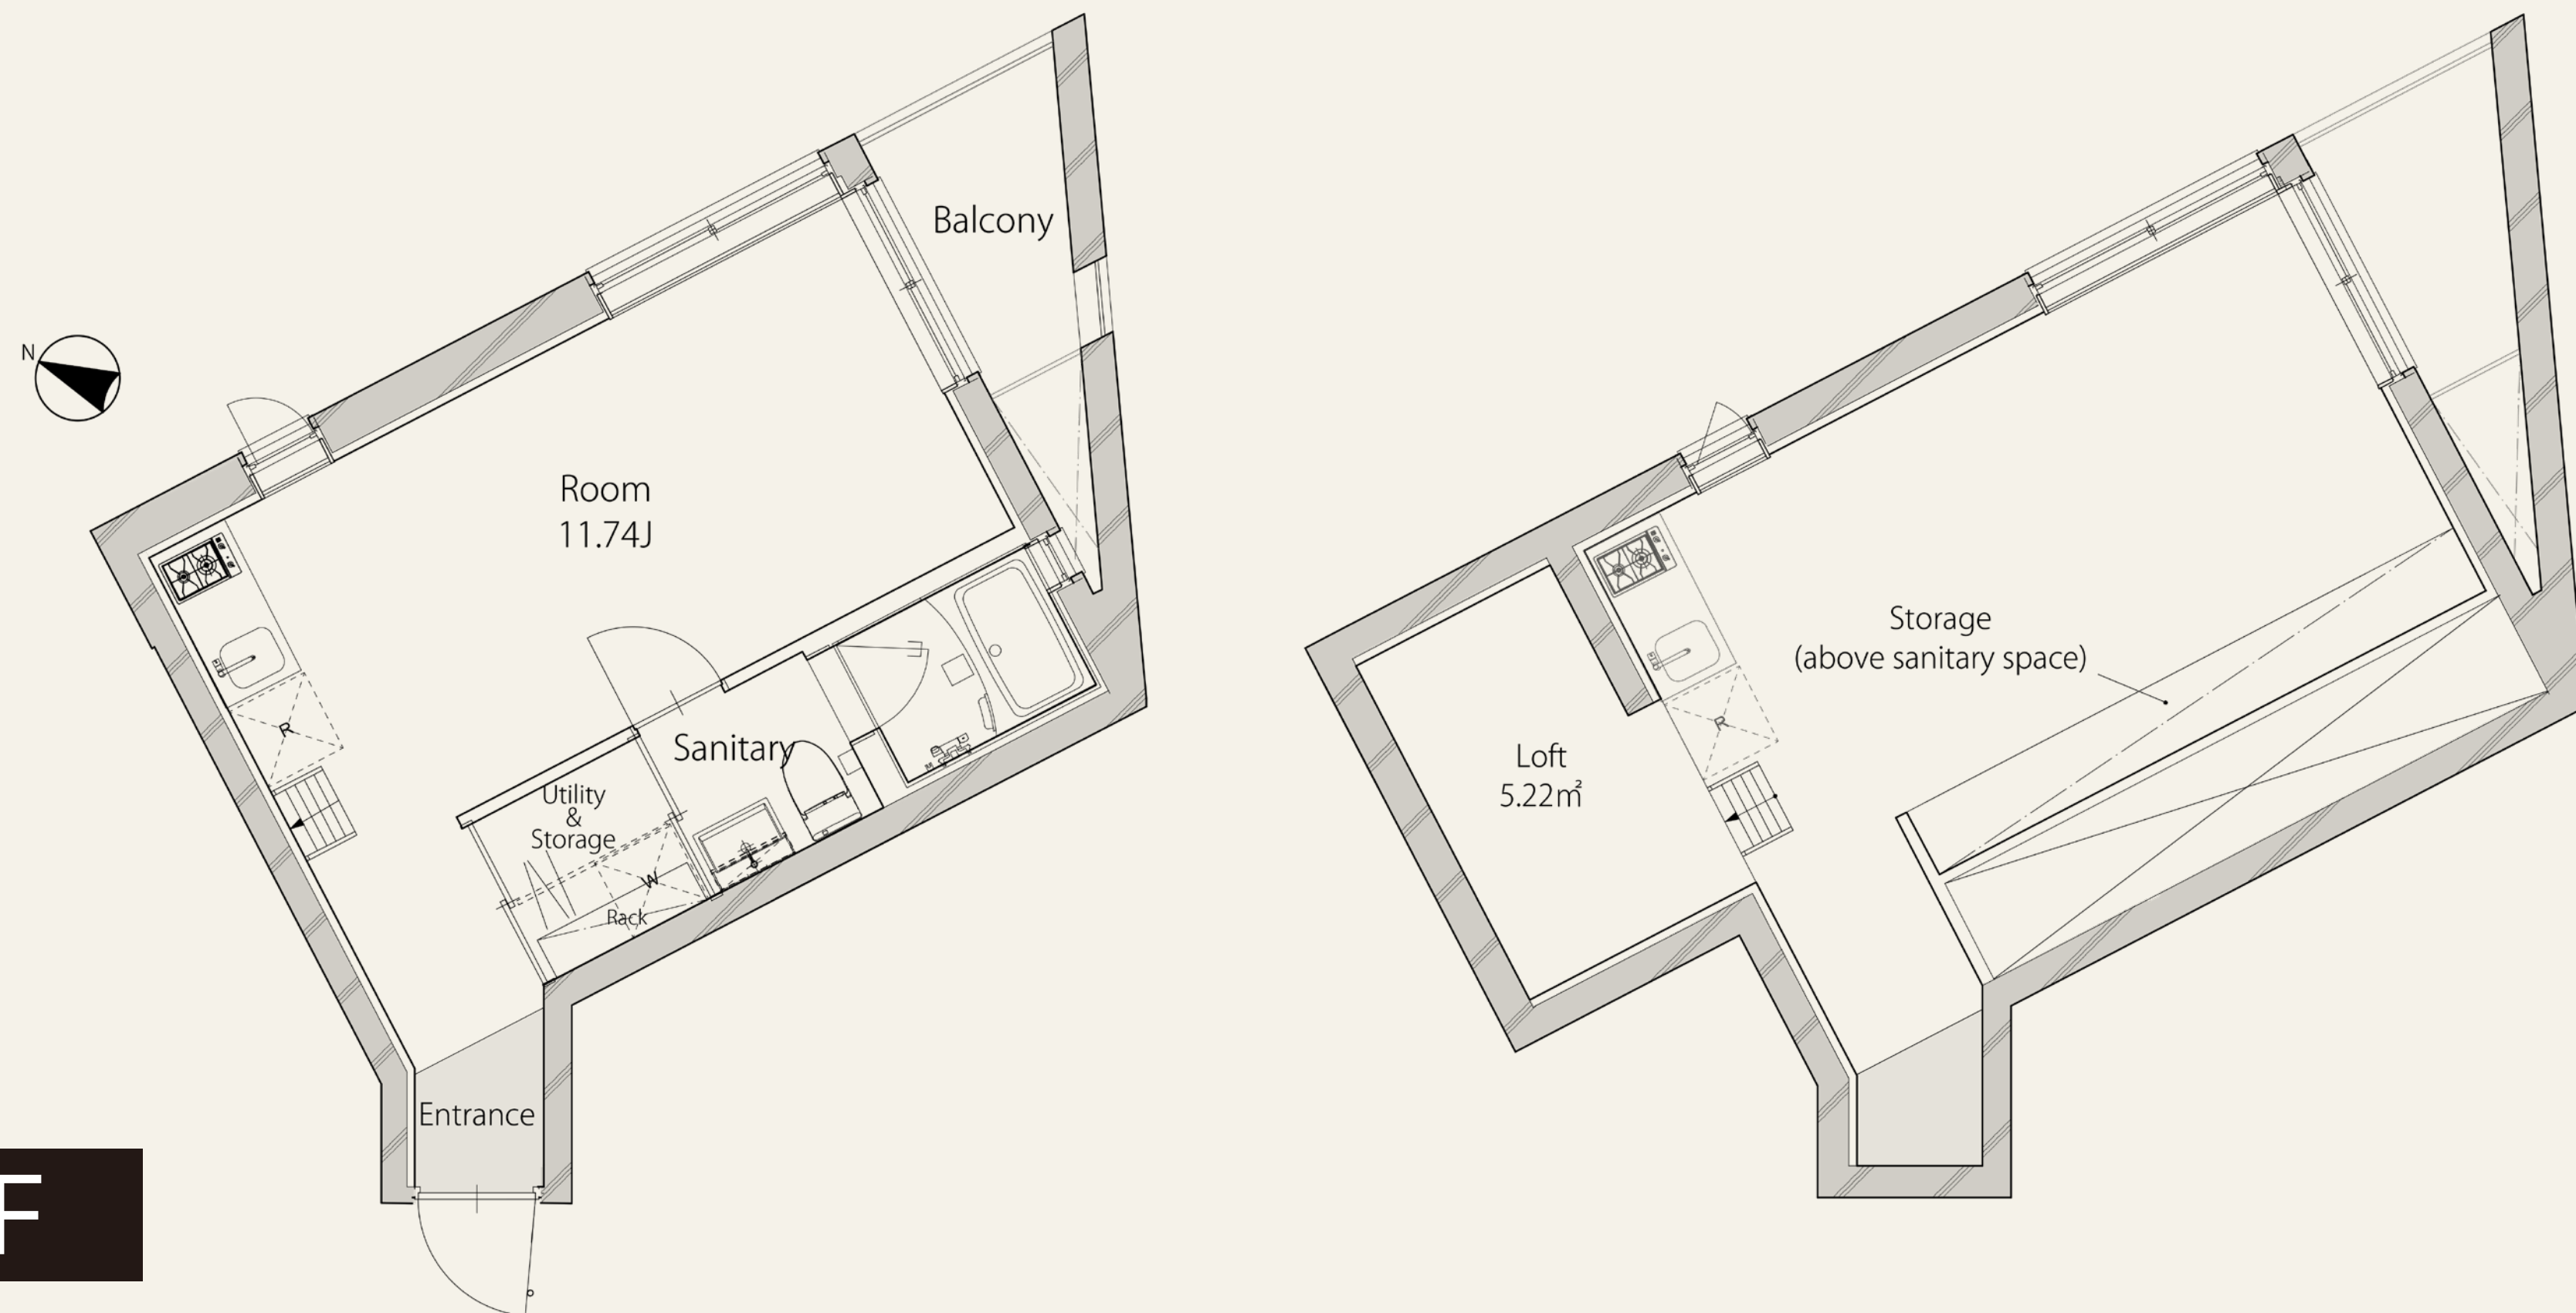 N
Balcony
Room
11.74J
R
Sanitary
Utility
&
Storage
W
Rack
Entrance
F
Storage
(above sanitary space)
R
Loft
5.22㎡